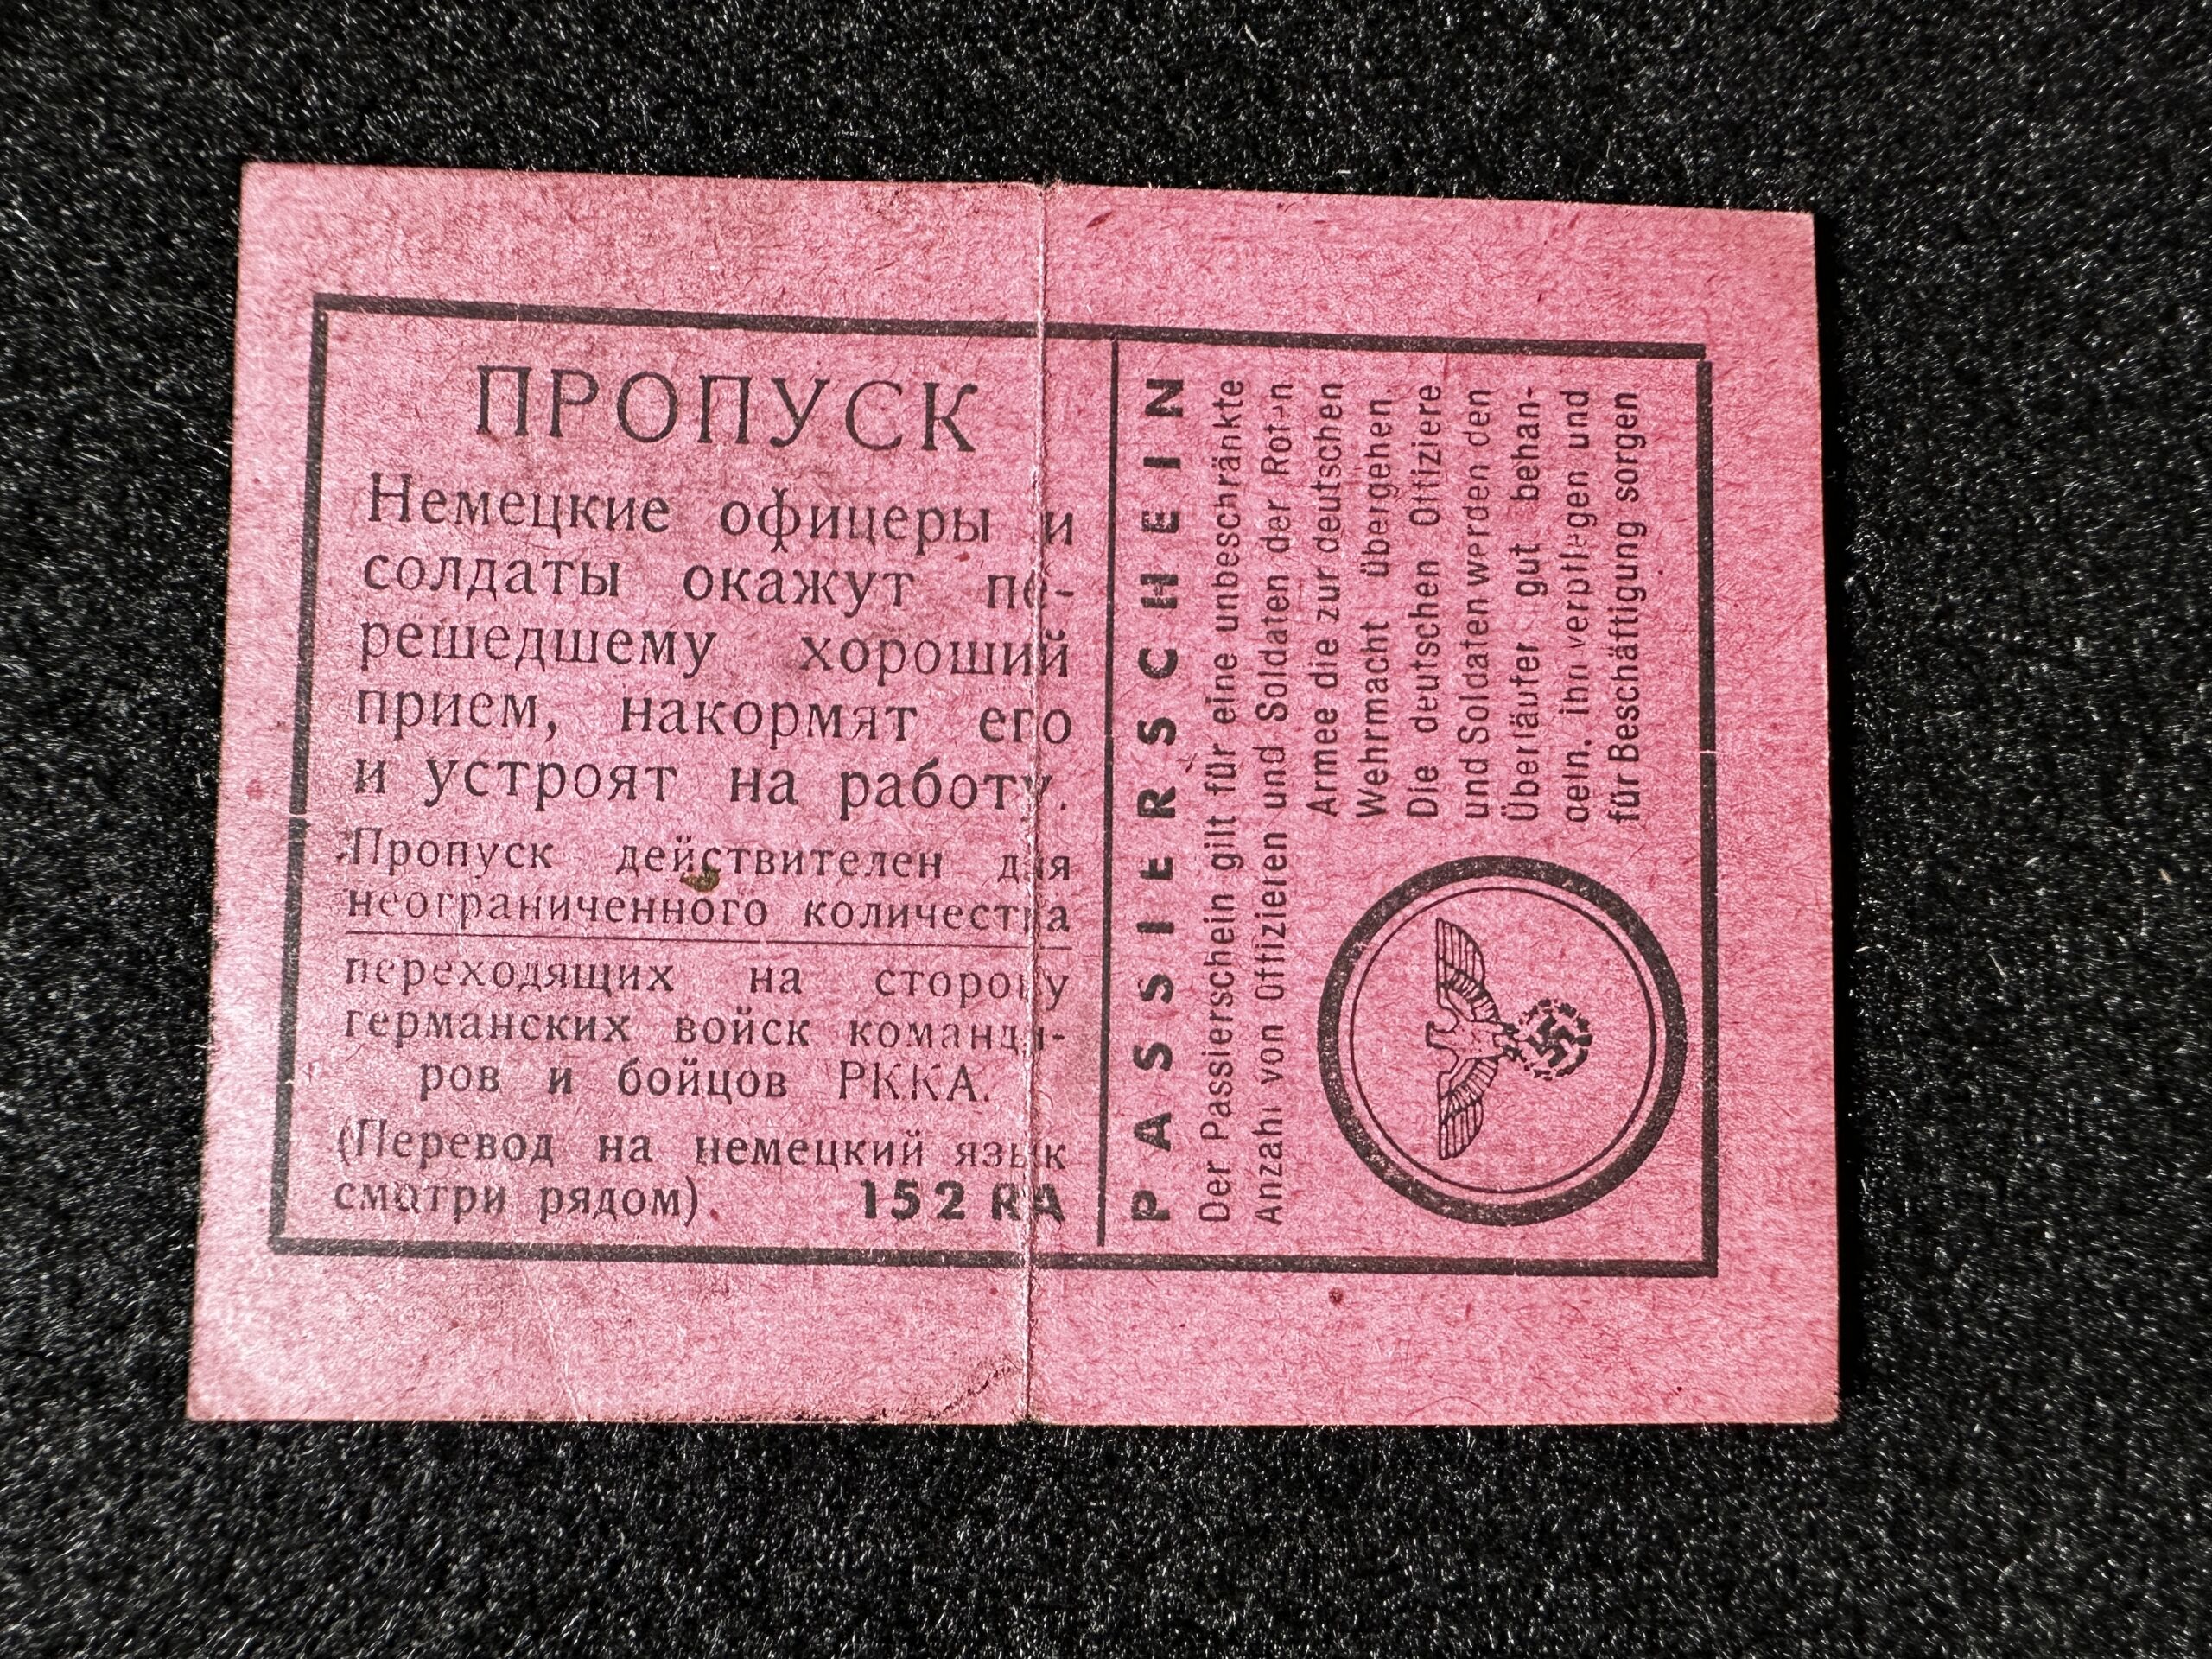 ПРОПУСК
Немецкие офицеры и
солдаты окажут пе-
решедшему хороший
прием, накормят его
и устроят на работу.
Пропуск действителен для
неограниченного количества
переходящих на сторону
германских войск команди-
ров и бойцов РККА.
(Перевод на немецкий язык
смотри рядом)
152 RA
PASSIERSCHEIN
Der Passierschein gilt für eine unbeschränkte
Anzahl von Offizieren und Soldaten der Roten
Armee die zur deutschen
Wehrmacht übergehen.
Die deutschen Offiziere
und Soldaten werden den
Überläufer gut behan-
deln, ihn verpflegen und
für Beschäftigung sorgen